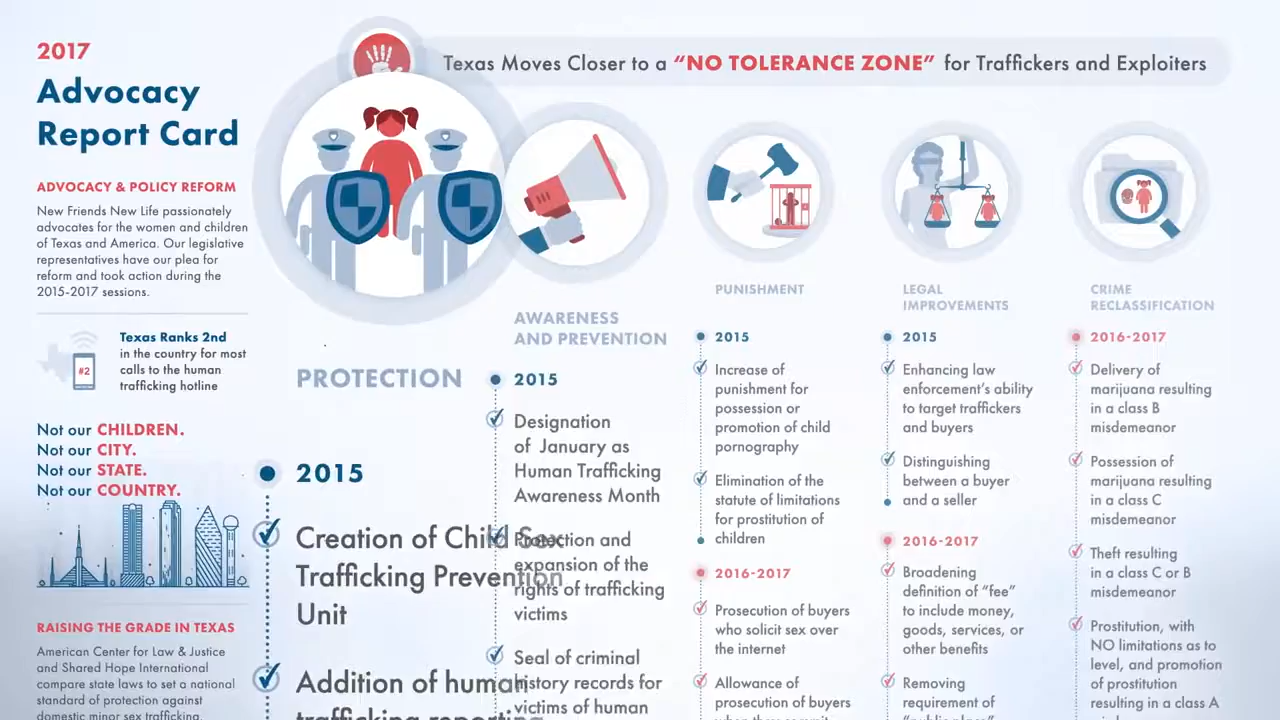 2017
Advocacy
Report Card
ADVOCACY & POLICY REFORM
New Friends New Life passionately
advocates for the women and children
of Texas and America. Our legislative
representatives have our plea for
reform and took action during the
2015-2017 sessions.
#2
Texas Ranks 2nd
in the country for most
calls to the human
trafficking hotline
Not our CHILDREN.
Not our CITY.
Not our STATE.
Not our COUNTRY.
RAISING THE GRADE IN TEXAS
American Center for Law & Justice
and Shared Hope International
compare state laws to set a national
standard of protection against
domestic minor sex trafficking.
Texas Moves Closer to a “NO TOLERANCE ZONE” for Traffickers and Exploiters
PROTECTION
2015
Creation of Child Sex
Trafficking Prevention
Unit
Addition of human
trafficking reporting
AWARENESS
AND PREVENTION
2015
Designation
of January as
Human Trafficking
Awareness Month
Protection and
expansion of the
rights of trafficking
victims
Seal of criminal
history records for
victims of human
PUNISHMENT
2015
Increase of
punishment for
possession or
promotion of child
pornography
Elimination of the
statute of limitations
for prostitution of
children
2016-2017
Prosecution of buyers
who solicit sex over
the internet
Allowance of
prosecution of buyers
when they commit
LEGAL
IMPROVEMENTS
2015
Enhancing law
enforcement’s ability
to target traffickers
and buyers
Distinguishing
between a buyer
and a seller
2016-2017
Broadening
definition of “fee”
to include money,
goods, services, or
other benefits
Removing
requirement of
“public place”
CRIME
RECLASSIFICATION
2016-2017
Delivery of
marijuana resulting
in a class B
misdemeanor
Possession of
marijuana resulting
in a class C
misdemeanor
Theft resulting
in a class C or B
misdemeanor
Prostitution, with
NO limitations as to
level, and promotion
of prostitution
resulting in a class A